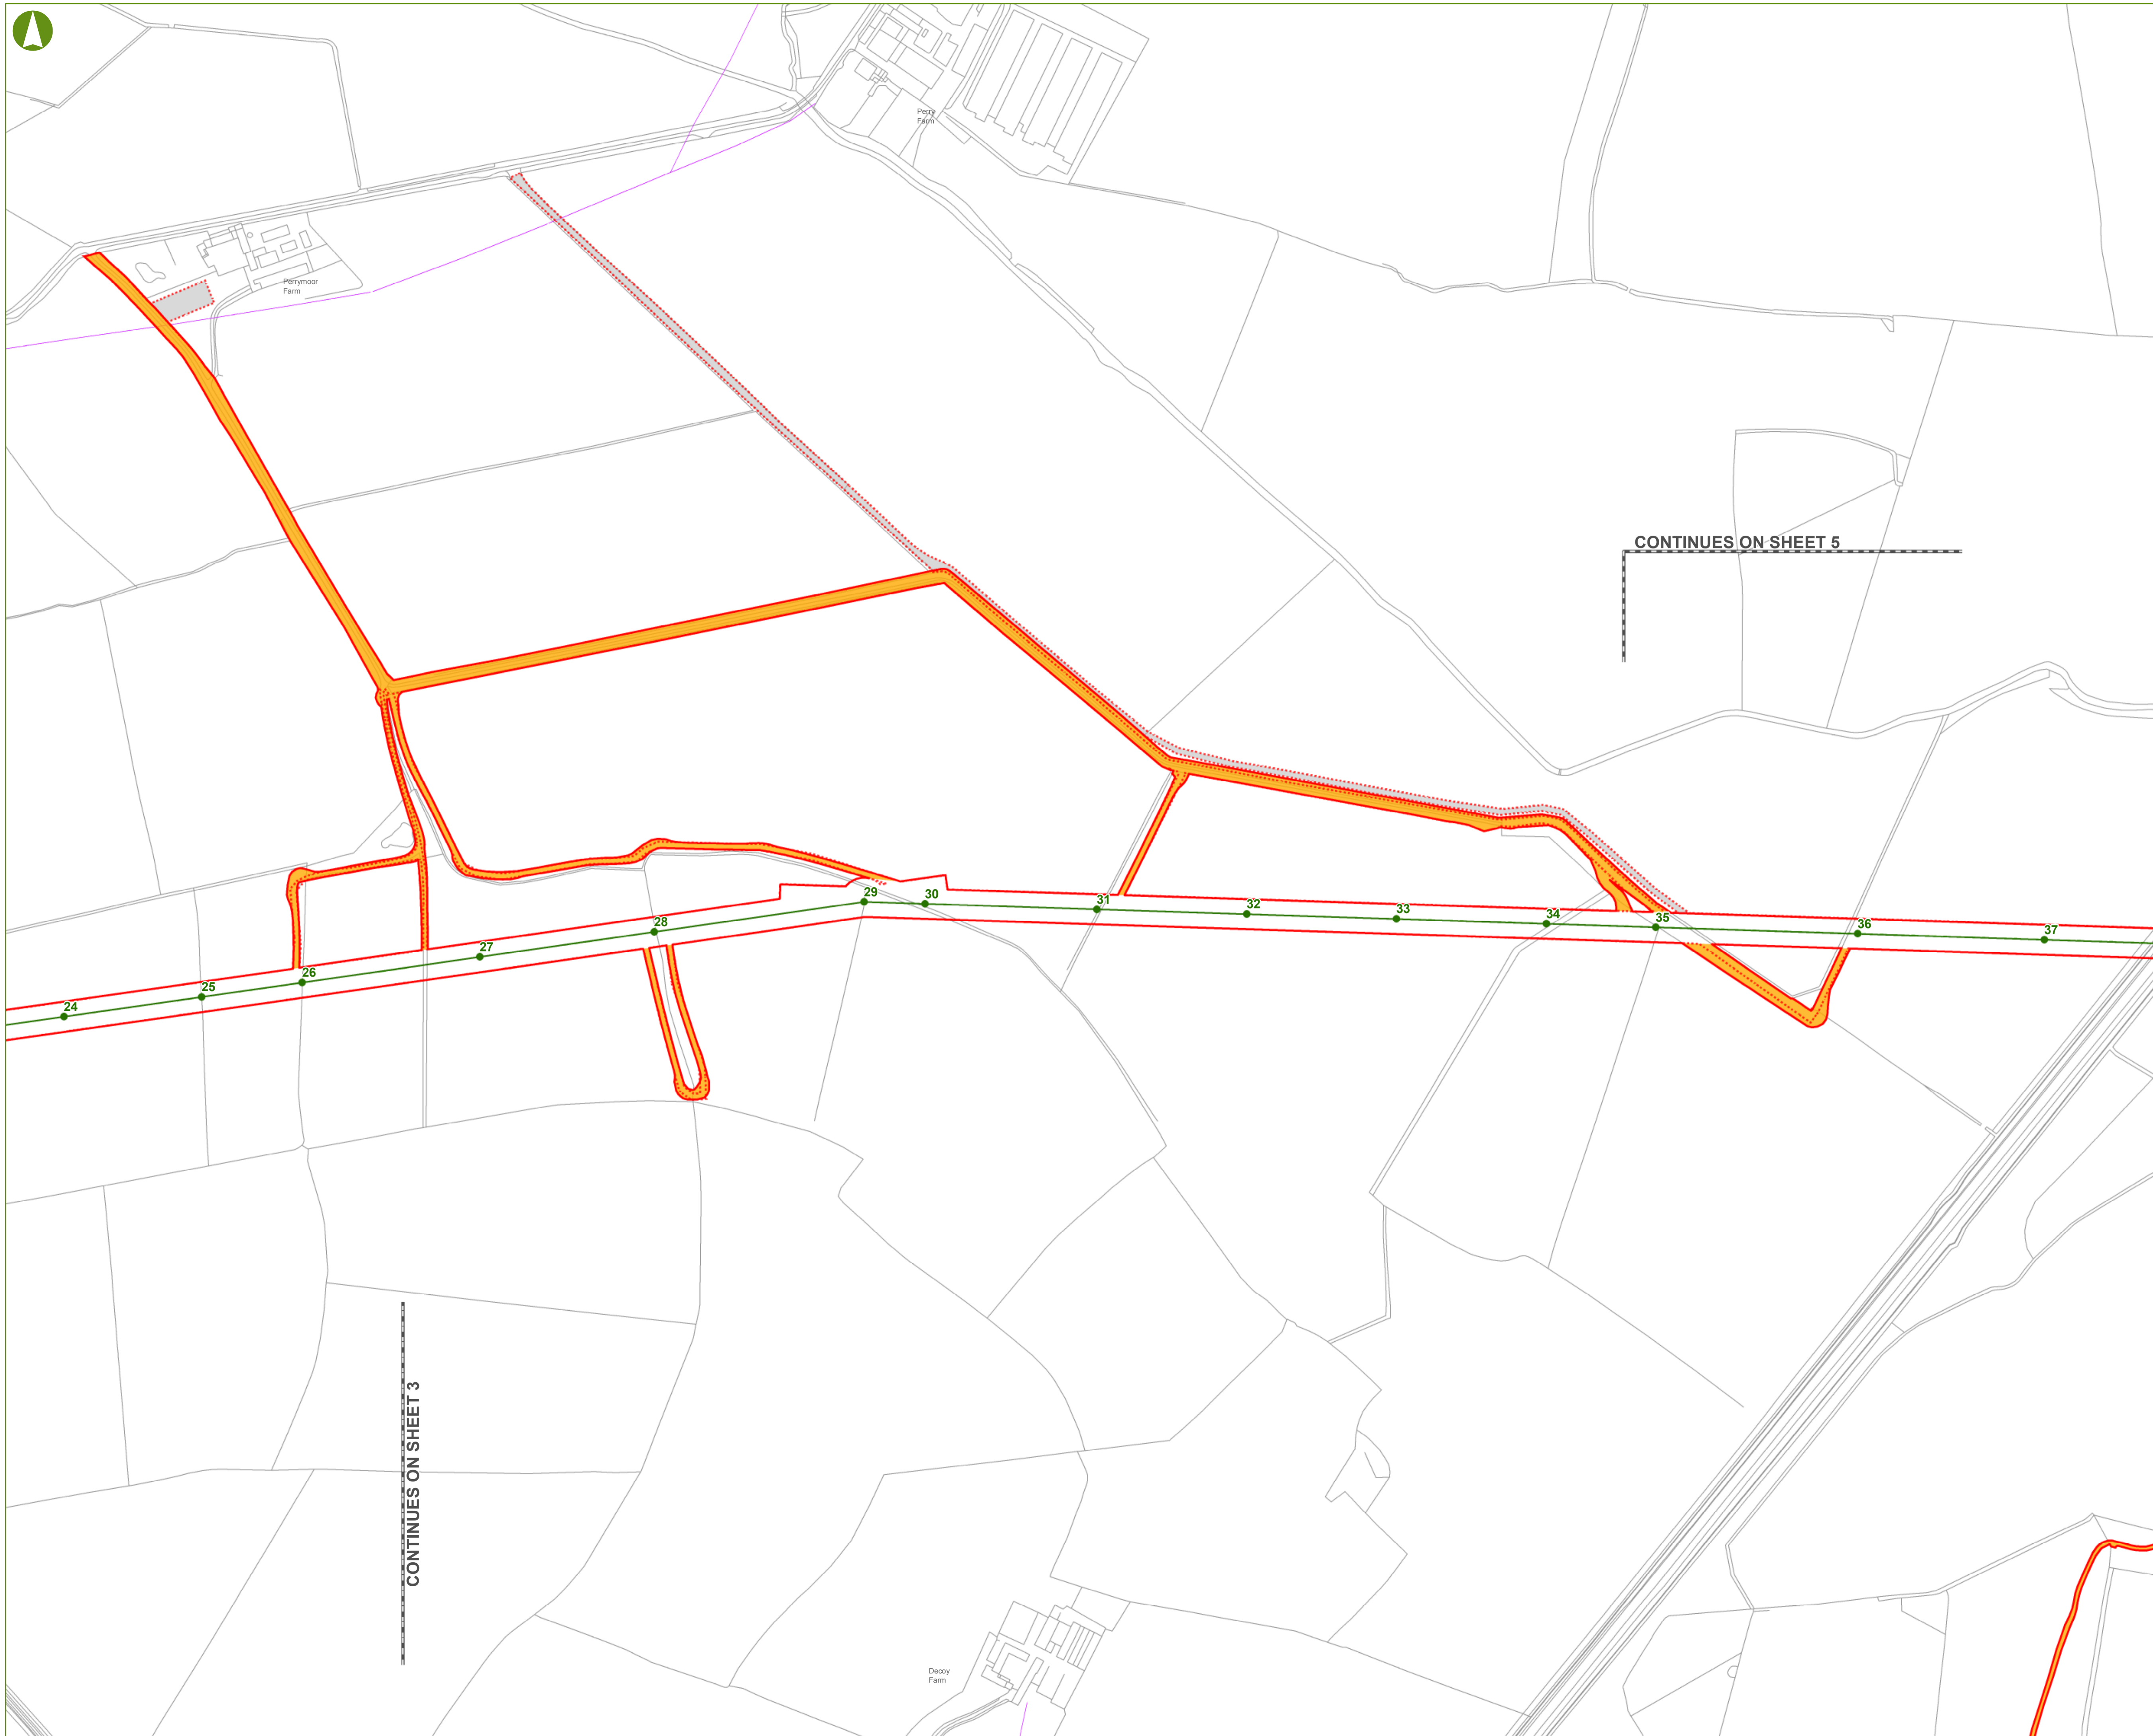 Perry
Farm
Perrymoor
Farm
CONTINUES ON SHEET 5
24
25
26
27
28
29
30
31
32
33
34
35
36
37
CONTINUES ON SHEET 3
Decoy
Farm